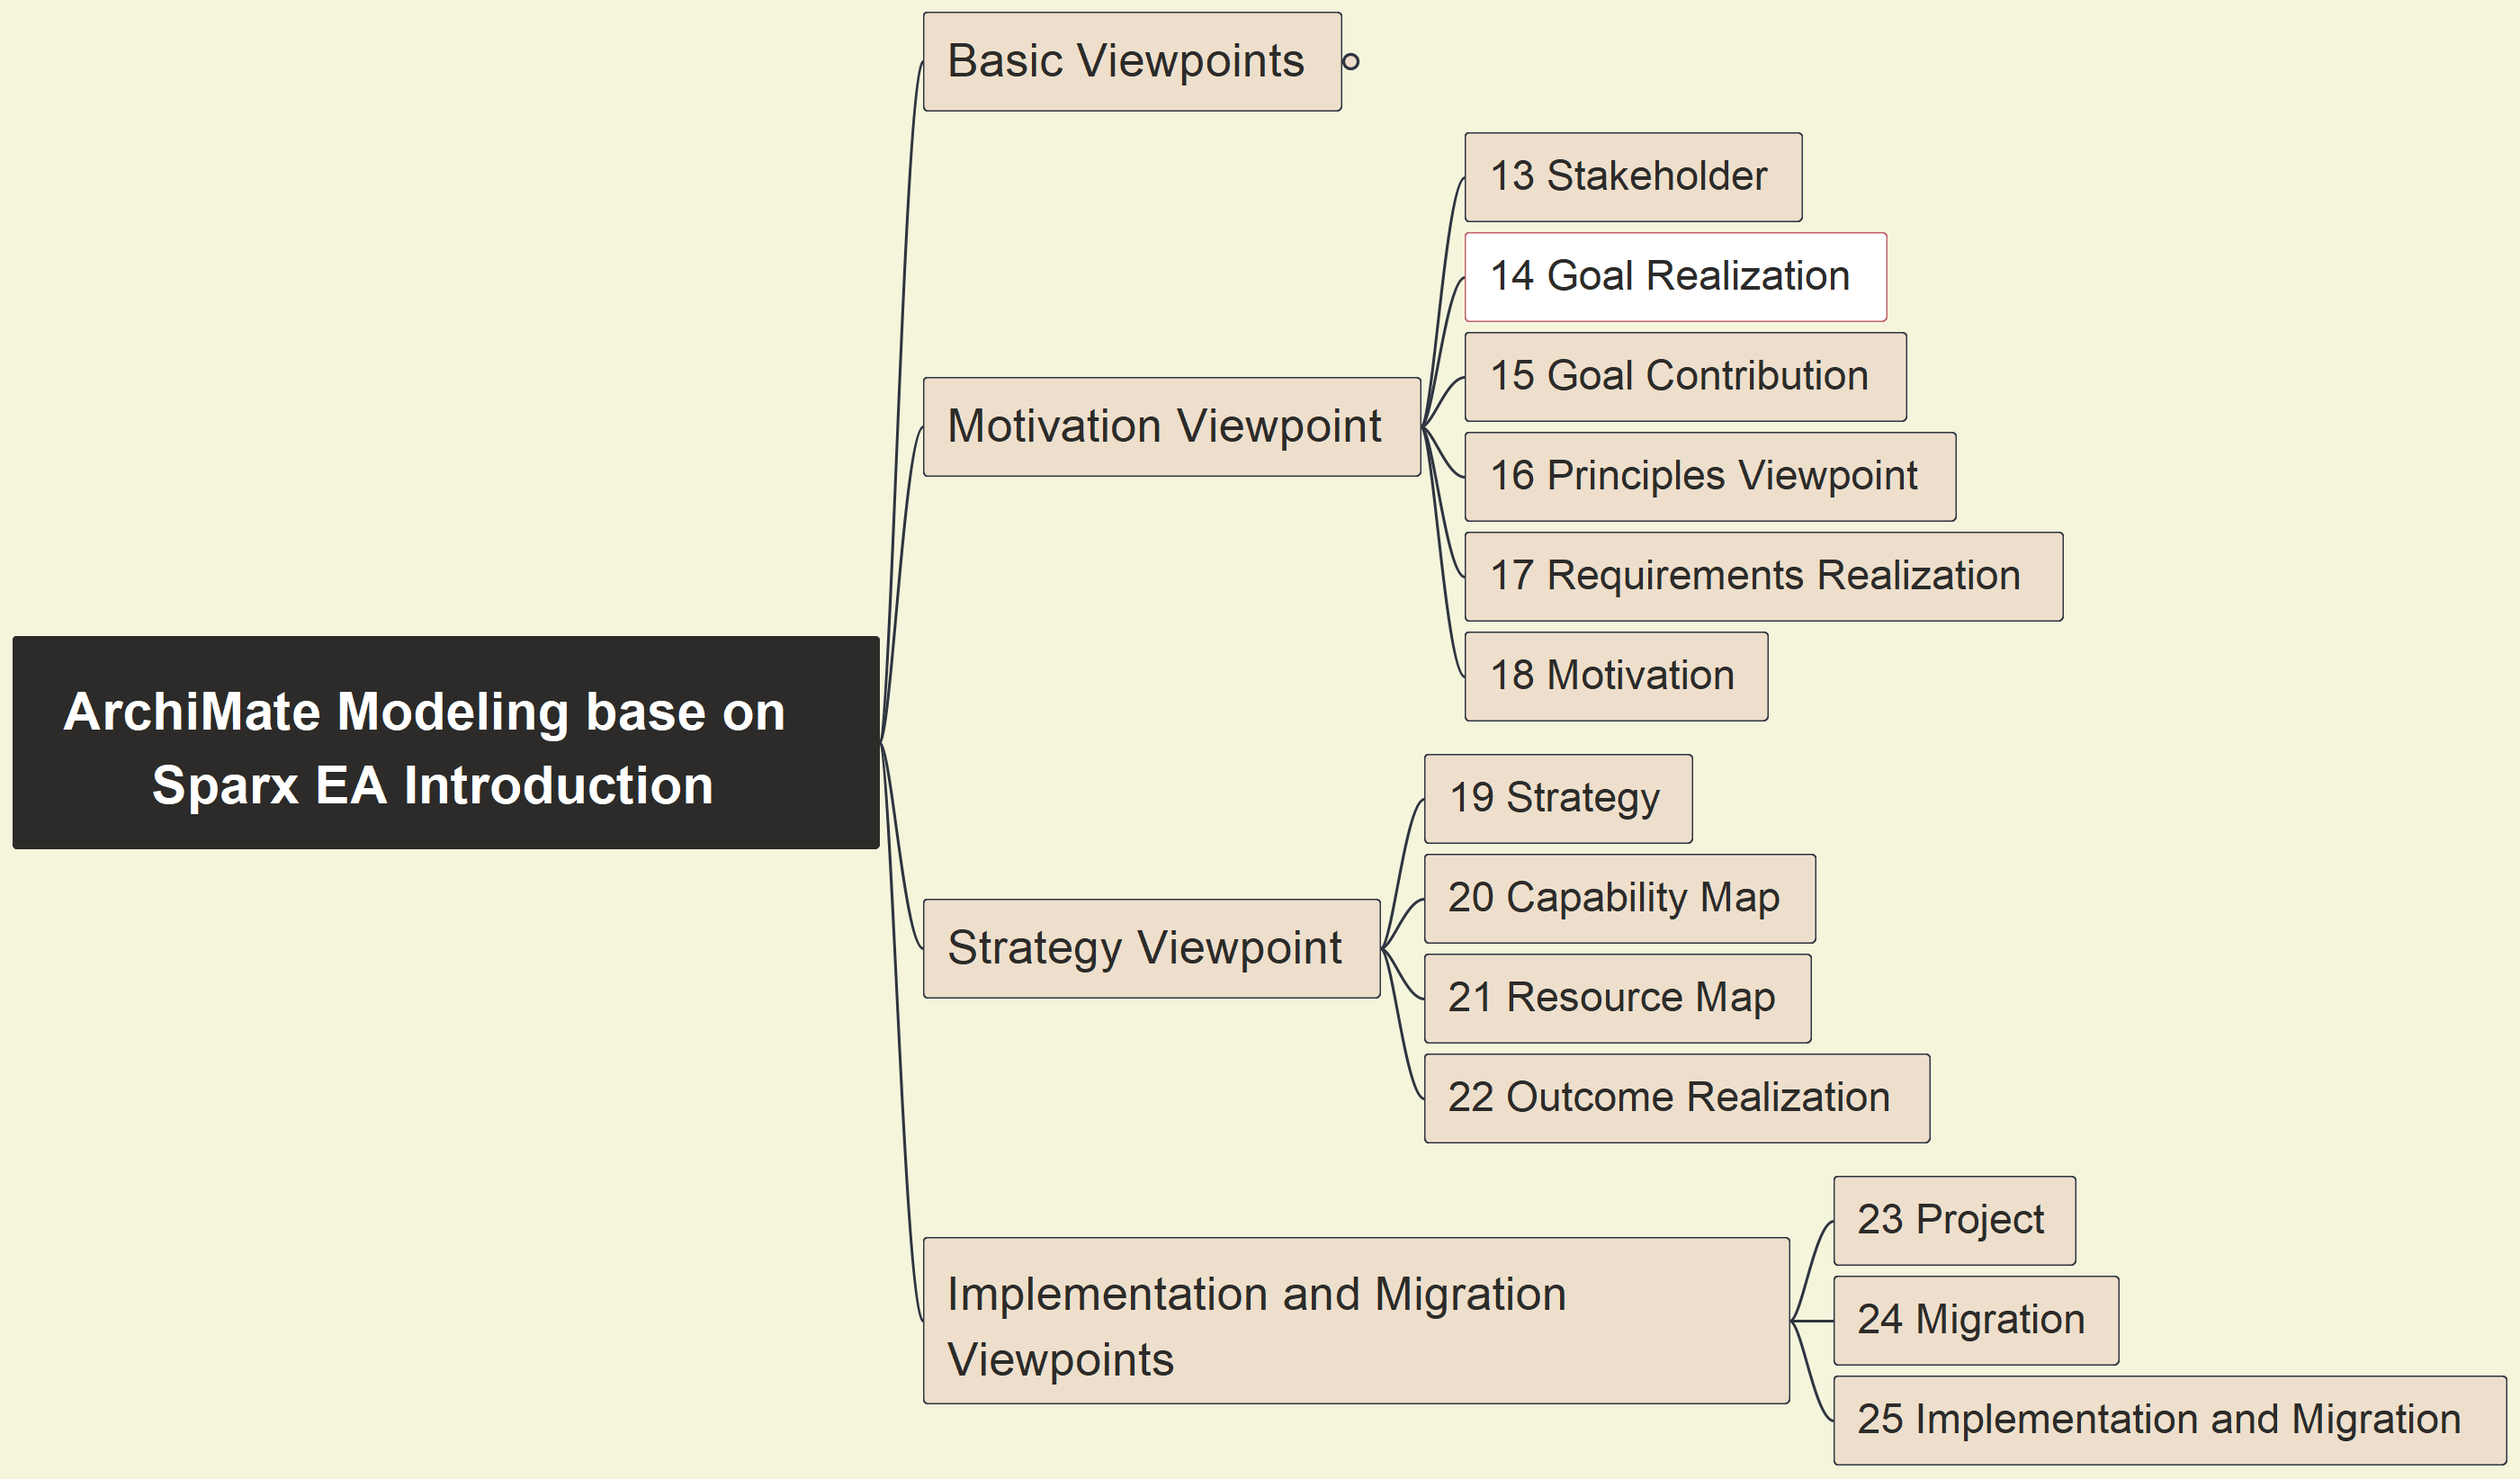 ArchiMate Modeling base on
Sparx EA Introduction
Basic Viewpoints
Motivation Viewpoint
13 Stakeholder
14 Goal Realization
15 Goal Contribution
16 Principles Viewpoint
17 Requirements Realization
18 Motivation
Strategy Viewpoint
19 Strategy
20 Capability Map
21 Resource Map
22 Outcome Realization
Implementation and Migration
Viewpoints
23 Project
24 Migration
25 Implementation and Migration